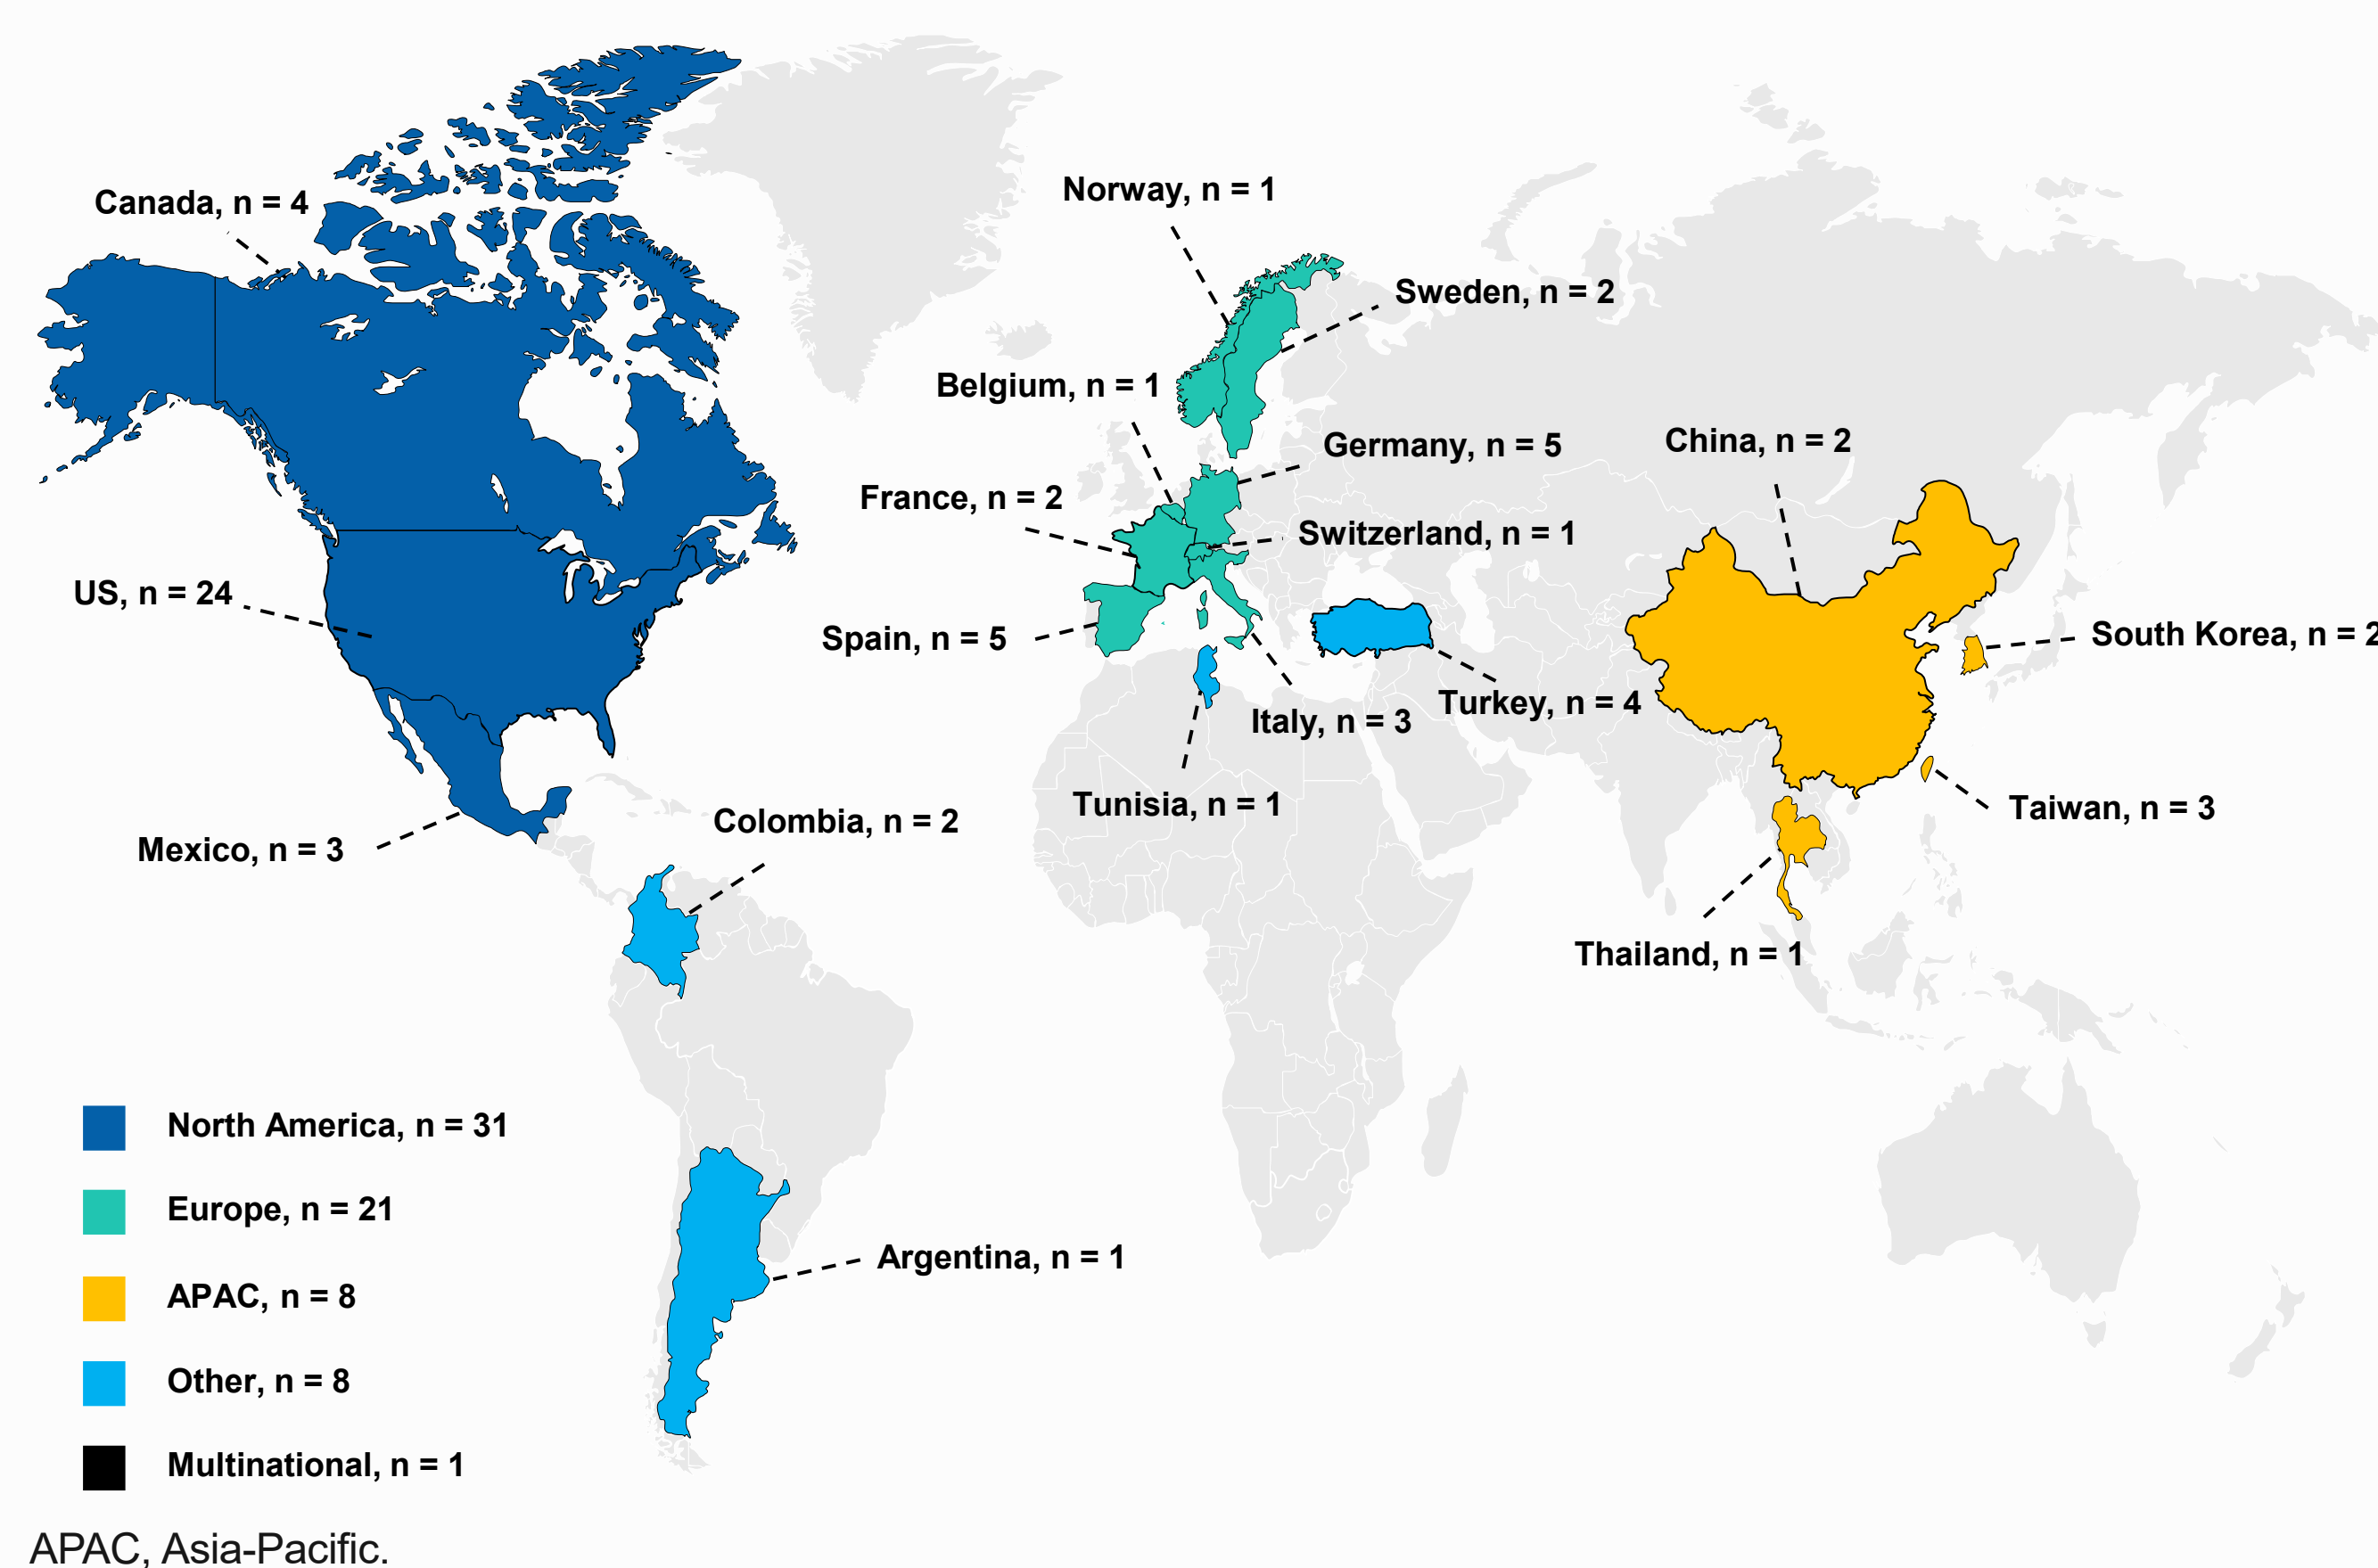 Norway, n = 1
Canada, n = 4
Sweden, n = 2
Belgium, n = 1
Germany, n = 5
China, n = 2
France, n = 2
Switzerland, n = 1
US, n = 24
Spain, n = 5
South Korea, n = 2
Turkey, n = 4
Italy, n = 3
Tunisia, n = 1
Taiwan, n = 3
Colombia, n = 2
Mexico, n = 3
Thailand, n = 1
North America, n = 31
Europe, n = 21
Argentina, n = 1
APAC, n = 8
Other, n = 8
Multinational, n = 1
APAC, Asia-Pacific.